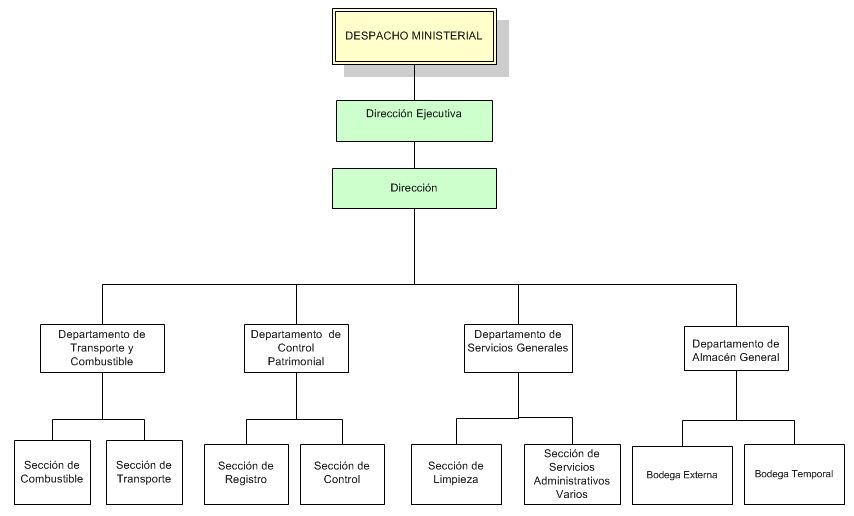 DESPACHO MINISTERIAL
Dirección Ejecutiva
Dirección
Departamento de
Transporte y
Combustible
Departamento de
Control
Patrimonial
Departamento de
Servicios Generales
Departamento de
Almacén General
Sección de
Combustible
Sección de
Transporte
Sección de
Registro
Sección de
Control
Sección de
Limpieza
Sección de
Servicios
Administrativos
Varios
Bodega Externa
Bodega Temporal